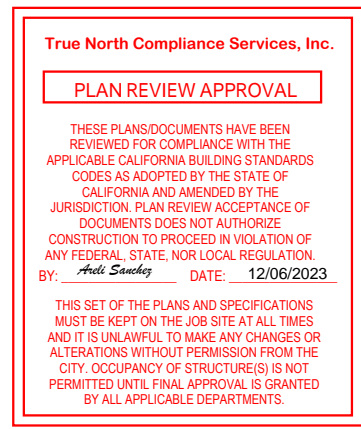 True North Compliance Services, Inc.
PLAN REVIEW APPROVAL
THESE PLANS/DOCUMENTS HAVE BEEN
REVIEWED FOR COMPLIANCE WITH THE
APPLICABLE CALIFORNIA BUILDING STANDARDS
CODES AS ADOPTED BY THE STATE OF
CALIFORNIA AND AMENDED BY THE
JURISDICTION. PLAN REVIEW ACCEPTANCE OF
DOCUMENTS DOES NOT AUTHORIZE
CONSTRUCTION TO PROCEED IN VIOLATION OF
ANY FEDERAL, STATE, NOR LOCAL REGULATION.
BY: Areli Sanchez DATE: 12/06/2023
THIS SET OF THE PLANS AND SPECIFICATIONS
MUST BE KEPT ON THE JOB SITE AT ALL TIMES
AND IT IS UNLAWFUL TO MAKE ANY CHANGES OR
ALTERATIONS WITHOUT PERMISSION FROM THE
CITY. OCCUPANCY OF STRUCTURE(S) IS NOT
PERMITTED UNTIL FINAL APPROVAL IS GRANTED
BY ALL APPLICABLE DEPARTMENTS.